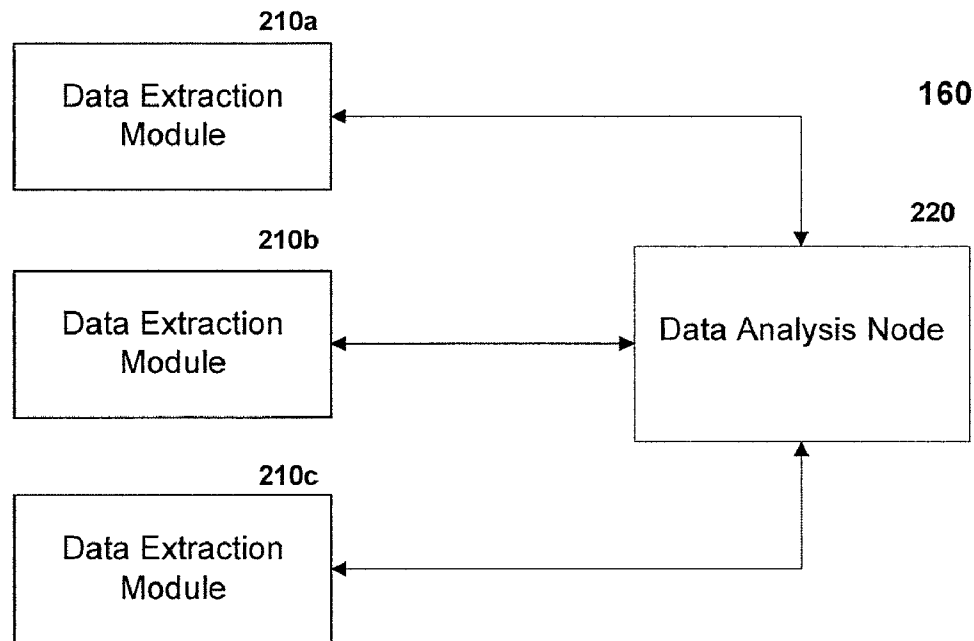 210a
Data Extraction
Module
160
220
210b
Data Extraction
Module
Data Analysis Node
210c
Data Extraction
Module